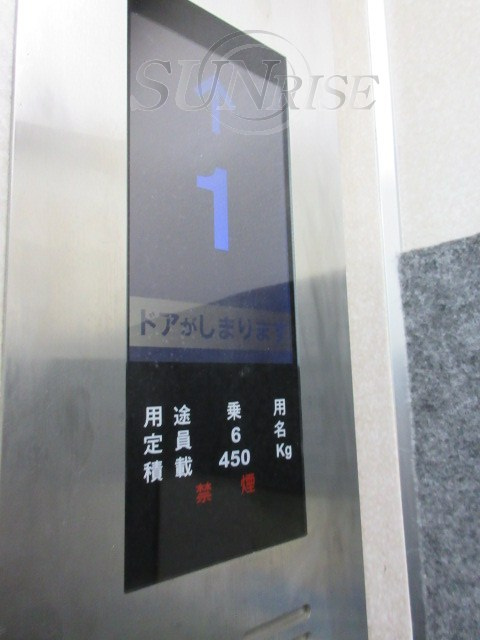 SUNRISE
↑
1
ドアがしまります
用途 乗用
定員 6名
積載 450Kg
禁煙